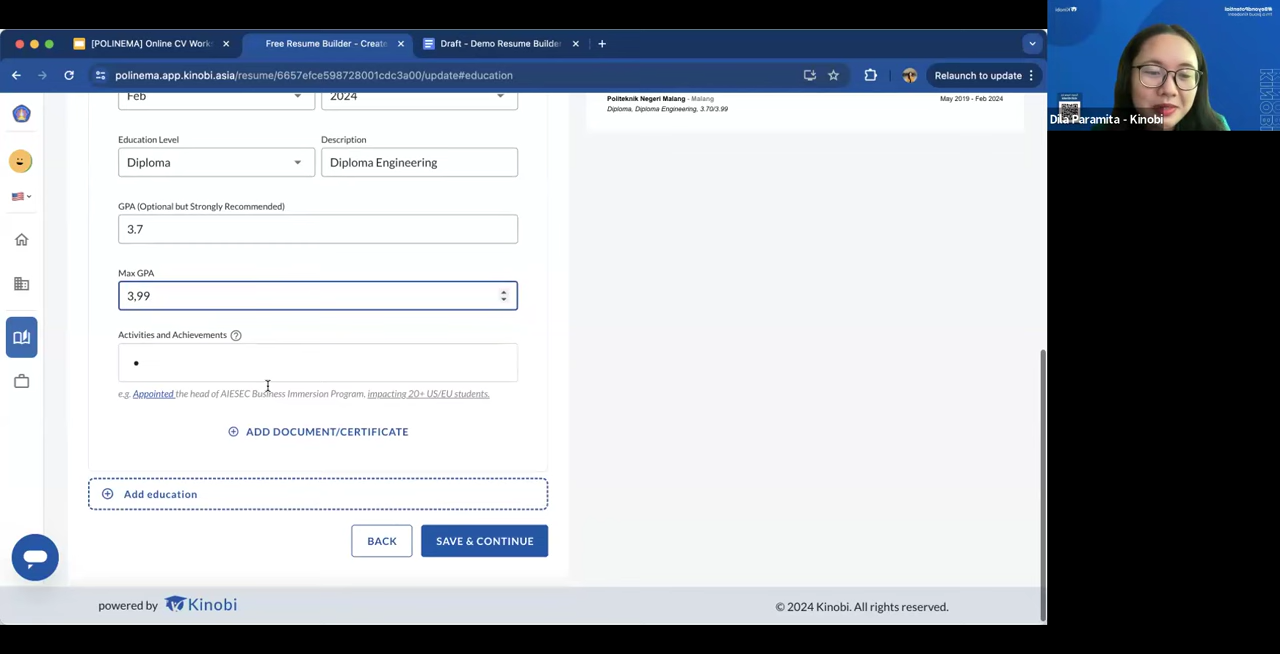 [POLINEMA] Online CV Work
Free Resume Builder - Create
Draft - Demo Resume Builder
polinema.app.kinobi.asia/resume/6657efce598728001cdc3a00/update#education
Relaunch to update
Feb
2024
Education Level
Description
Diploma
Diploma Engineering
GPA (Optional but Strongly Recommended)
3.7
Max GPA
3,99
Activities and Achievements
e.g. Appointed the head of AIESEC Business Immersion Program, impacting 20+ US/EU students.
ADD DOCUMENT/CERTIFICATE
Add education
BACK
SAVE & CONTINUE
powered by Kinobi
© 2024 Kinobi. All rights reserved.
Politeknik Negeri Malang - Malang
May 2019 - Feb 2024
Diploma, Diploma Engineering, 3.70/3.99
Dila Paramita - Kinobi
KINOBI